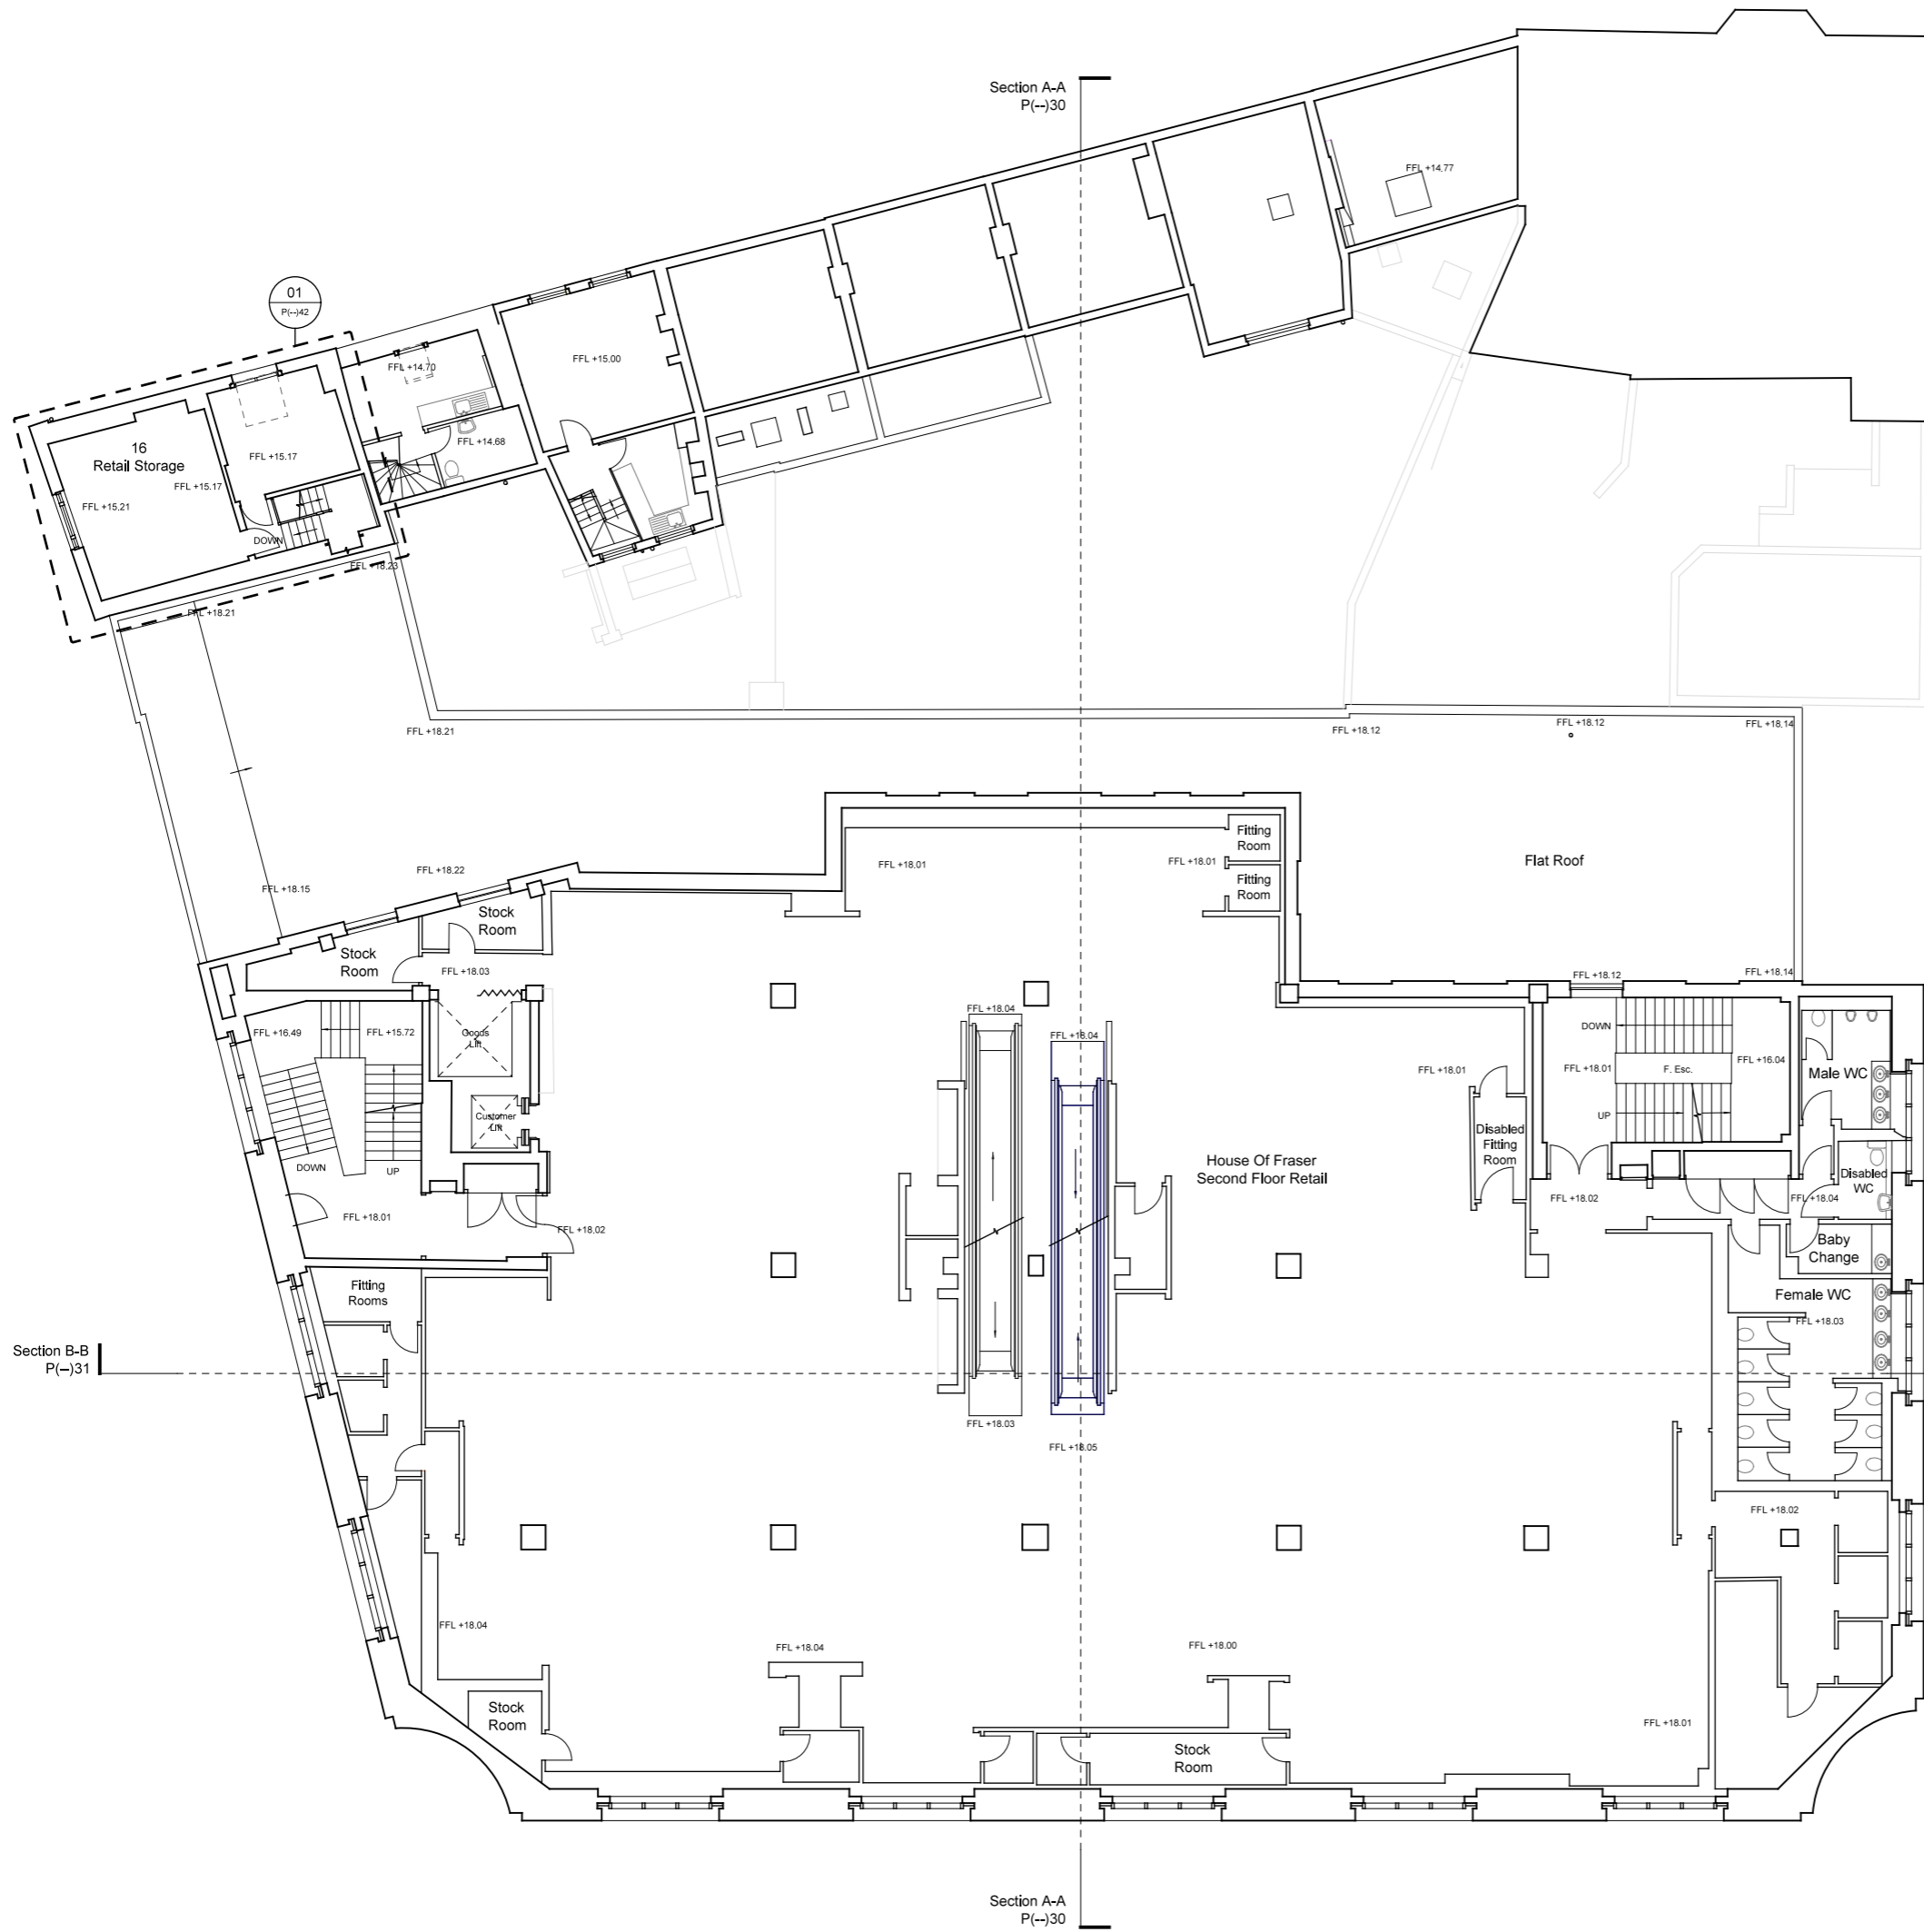 Section A-A
P(--)30
FFL +14.77
01
P(--)42
FFL +15.00
FFL +14.70
FFL +14.68
16
Retail Storage
FFL +15.17
FFL +15.17
FFL +15.21
DOWN
FFL +18.23
FFL +18.21
FFL +18.21
FFL +18.12
FFL +18.12
FFL +18.14
Fitting
Room
FFL +18.01
FFL +18.01
Flat Roof
FFL +18.22
FFL +18.15
Fitting
Room
Stock
Room
Stock
Room
FFL +18.03
FFL +18.12
FFL +18.14
FFL +18.04
FFL +16.49
FFL +15.72
Goods
Lift
FFL +18.04
DOWN
FFL +18.01
F. Esc.
FFL +16.04
FFL +18.01
Male WC
Customer
Lift
UP
Disabled
Fitting
Room
House Of Fraser
Second Floor Retail
DOWN
UP
Disabled
WC
FFL +18.02
FFL +18.04
FFL +18.01
FFL +18.02
Baby
Change
Fitting
Rooms
Female WC
FFL +18.03
Section B-B
P(--)31
FFL +18.03
FFL +18.05
FFL +18.02
FFL +18.04
FFL +18.04
FFL +18.00
Stock
Room
FFL +18.01
Stock
Room
Section A-A
P(--)30